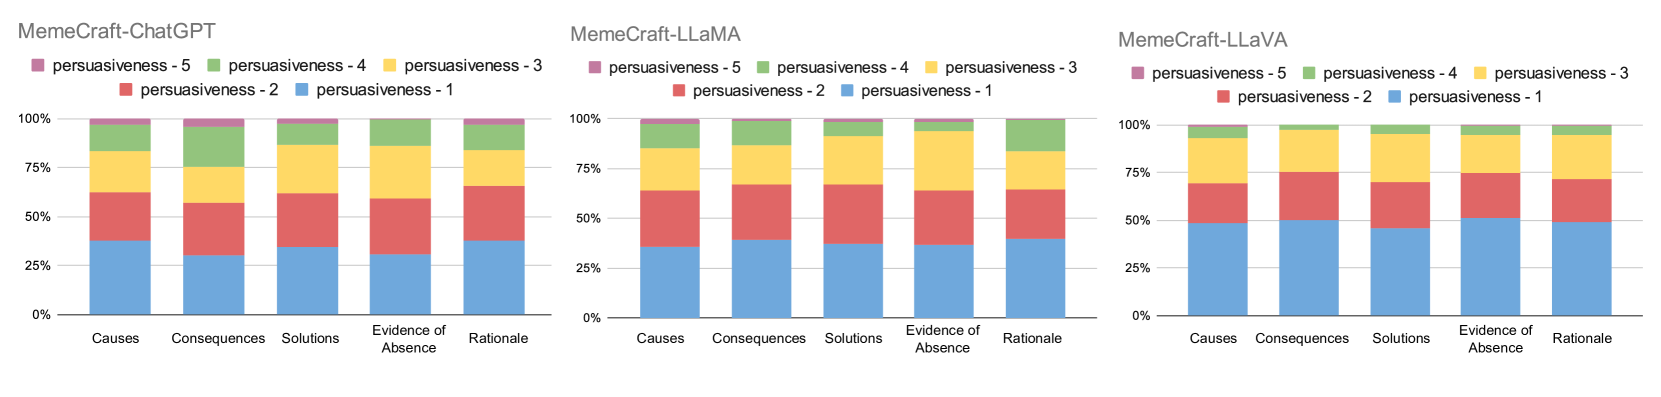 MemeCraft-ChatGPT
persuasiveness - 5 persuasiveness - 4 persuasiveness - 3
persuasiveness - 2 persuasiveness - 1
100%
75%
50%
25%
0%
Causes Consequences Solutions Evidence of Absence Rationale
MemeCraft-LLaMA
persuasiveness - 5 persuasiveness - 4 persuasiveness - 3
persuasiveness - 2 persuasiveness - 1
100%
75%
50%
25%
0%
Causes Consequences Solutions Evidence of Absence Rationale
MemeCraft-LLaVA
persuasiveness - 5 persuasiveness - 4 persuasiveness - 3
persuasiveness - 2 persuasiveness - 1
100%
75%
50%
25%
0%
Causes Consequences Solutions Evidence of Absence Rationale